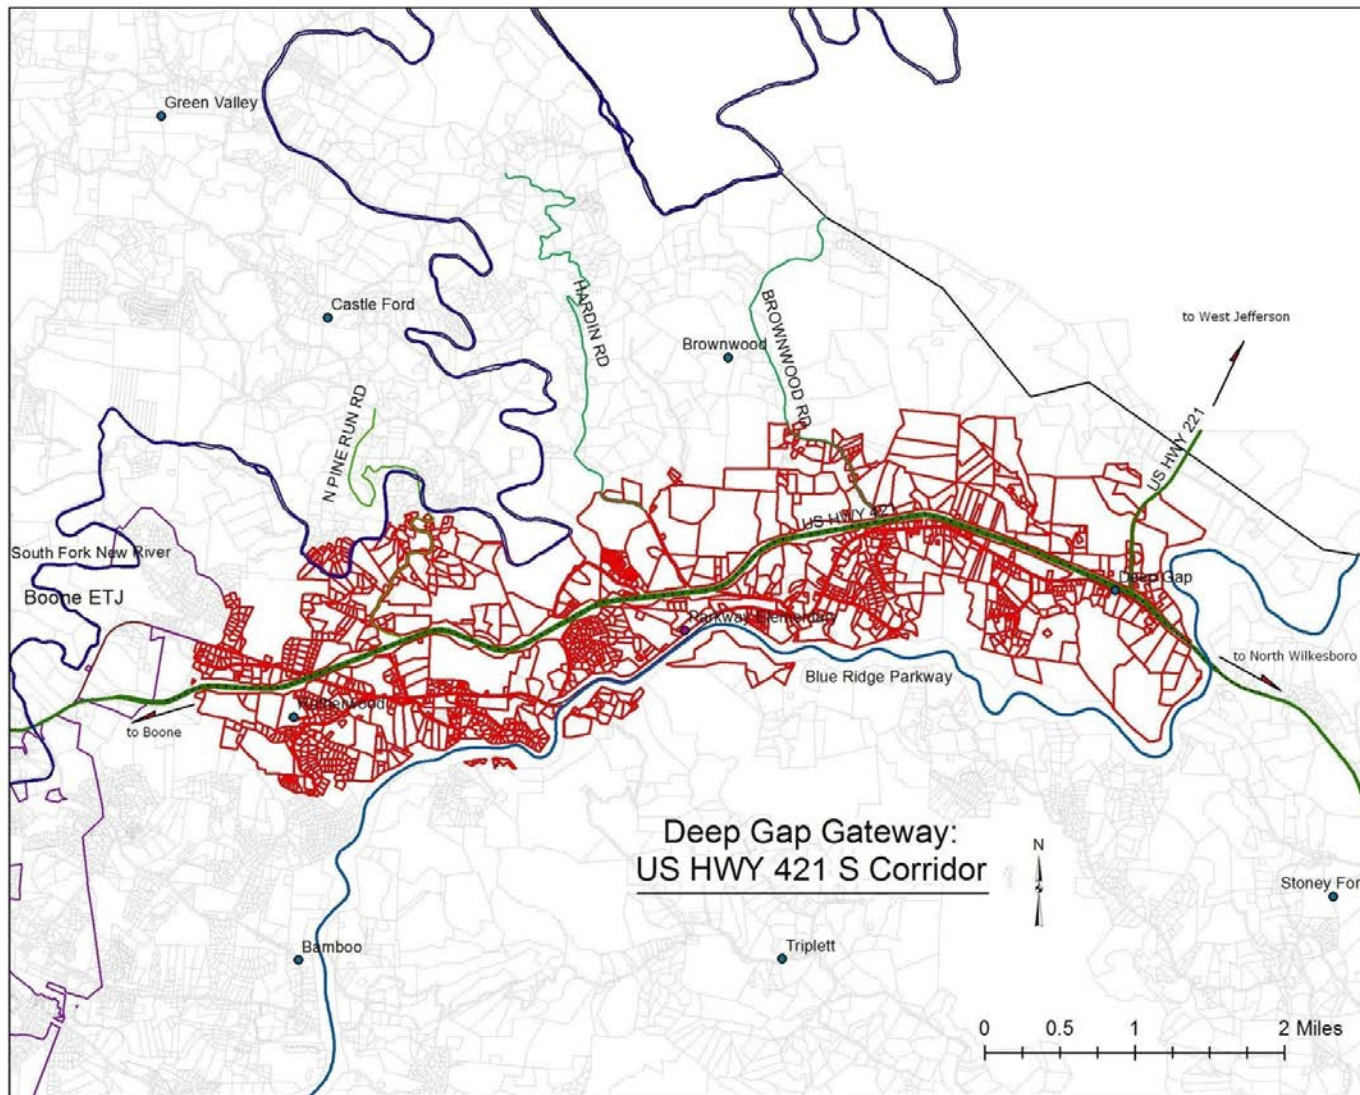 Green Valley
to West Jefferson
Castle Ford
HARDIN RD
BROWNWOOD RD
Brownwood
N PINE RUN RD
US HWY 221
US HWY 421
South Fork New River
Deep Gap
Boone ETJ
Parkway Elementary
to North Wilkesboro
Blue Ridge Parkway
to Boone
Deep Gap Gateway:
US HWY 421 S Corridor
N
Stoney For
Bamboo
Triplett
0 0.5 1 2 Miles